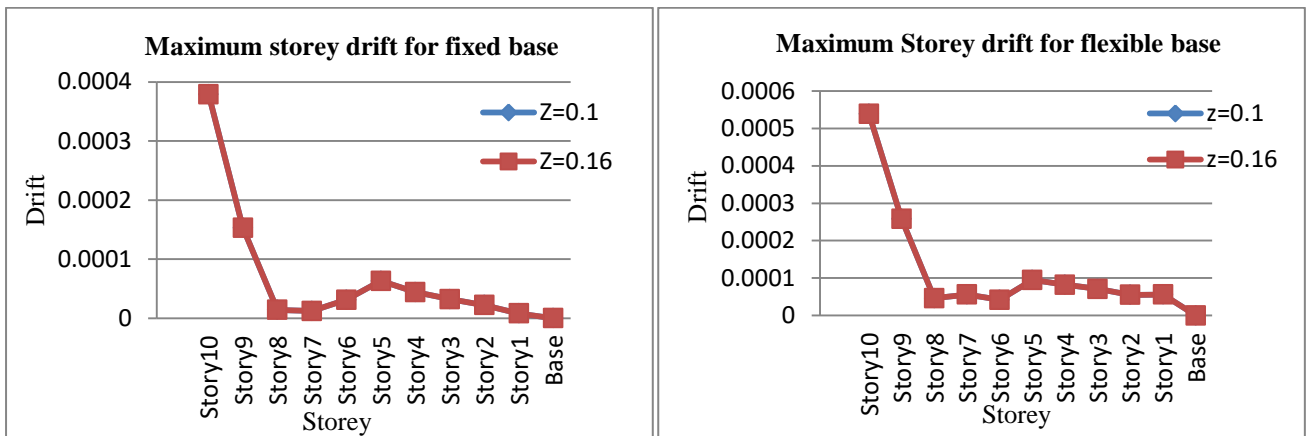 Maximum storey drift for fixed base
0.0004
0.0003
0.0002
0.0001
0
Drift
Z=0.1
Z=0.16
Story10
Story9
Story8
Story7
Story6
Story5
Story4
Story3
Story2
Story1
Base
Storey
Maximum Storey drift for flexible base
0.0006
0.0005
0.0004
0.0003
0.0002
0.0001
0
Drift
z=0.1
z=0.16
Story10
Story9
Story8
Story7
Story6
Story5
Story4
Story3
Story2
Story1
Base
Storey